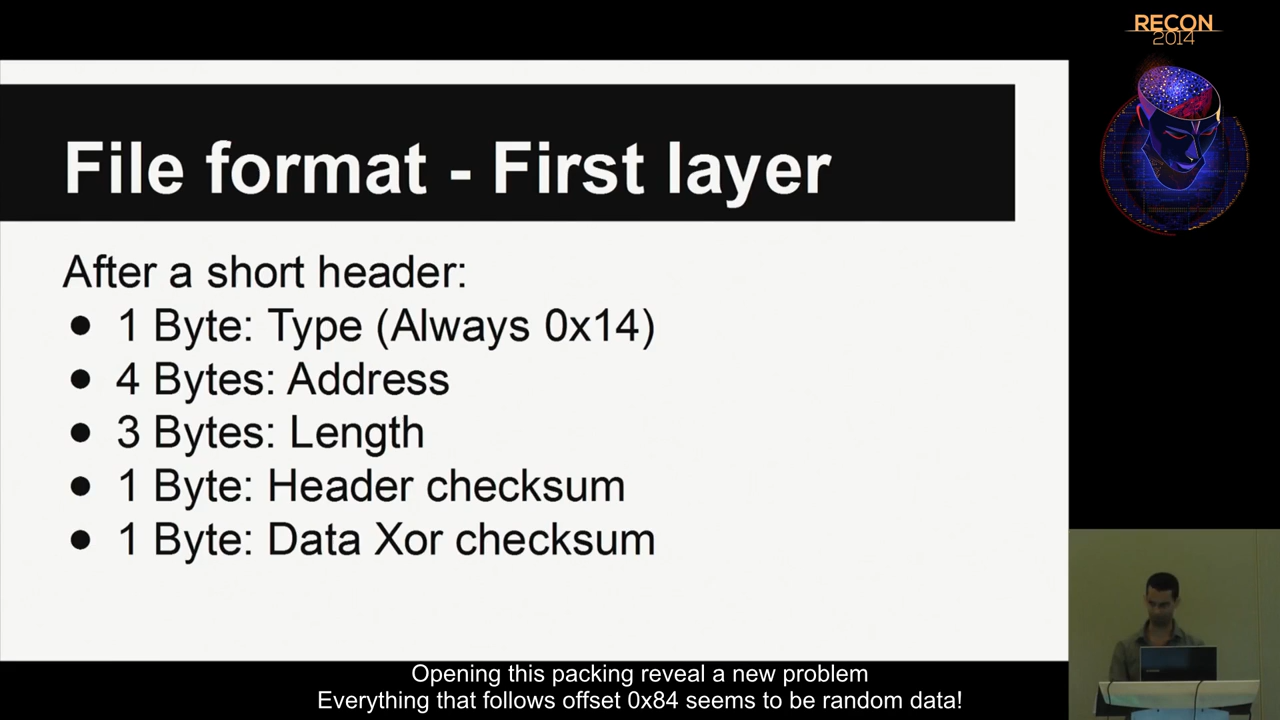 RECON
2014
File format - First layer
After a short header:
● 1 Byte: Type (Always 0x14)
● 4 Bytes: Address
● 3 Bytes: Length
● 1 Byte: Header checksum
● 1 Byte: Data Xor checksum
Opening this packing reveal a new problem
Everything that follows offset 0x84 seems to be random data!